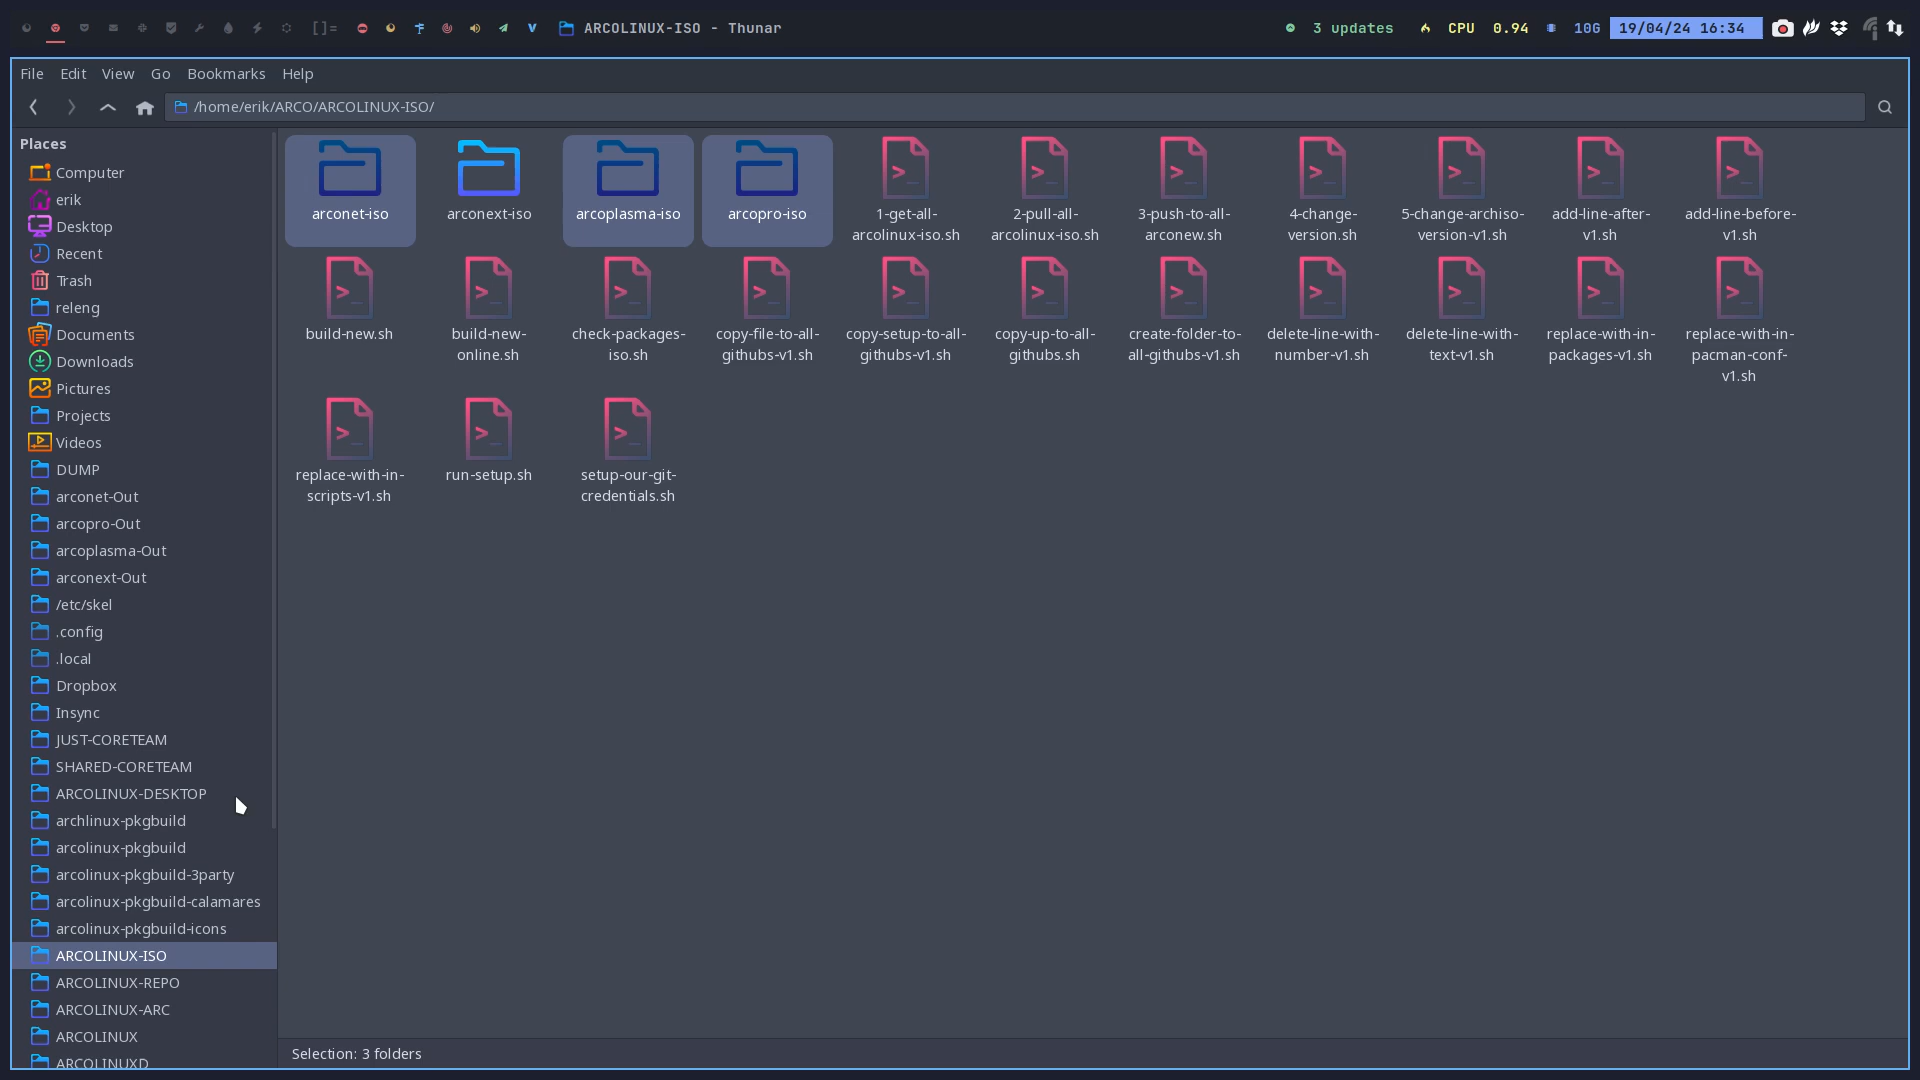 []=
ARCOLINUX-ISO - Thunar
3 updates
CPU 0.94
10G
19/04/24 16:34
File Edit View Go Bookmarks Help
/home/erik/ARCO/ARCOLINUX-ISO/
Places
Computer
erik
Desktop
Recent
Trash
releng
Documents
Downloads
Pictures
Projects
Videos
DUMP
arconet-Out
arcopro-Out
arcoplasma-Out
arconext-Out
/etc/skel
.config
.local
Dropbox
Insync
JUST-CORETEAM
SHARED-CORETEAM
ARCOLINUX-DESKTOP
archlinux-pkgbuild
arcolinux-pkgbuild
arcolinux-pkgbuild-3party
arcolinux-pkgbuild-calamares
arcolinux-pkgbuild-icons
ARCOLINUX-ISO
ARCOLINUX-REPO
ARCOLINUX-ARC
ARCOLINUX
ARCOLINUXD
arconet-iso
arconext-iso
arcoplasma-iso
arcopro-iso
1-get-all-
arcolinux-iso.sh
2-pull-all-
arcolinux-iso.sh
3-push-to-all-
arconew.sh
4-change-
version.sh
5-change-archiso-
version-v1.sh
add-line-after-
v1.sh
add-line-before-
v1.sh
build-new.sh
build-new-
online.sh
check-packages-
iso.sh
copy-file-to-all-
githubs-v1.sh
copy-setup-to-all-
githubs-v1.sh
copy-up-to-all-
githubs.sh
create-folder-to-
all-githubs-v1.sh
delete-line-with-
number-v1.sh
delete-line-with-
text-v1.sh
replace-with-in-
packages-v1.sh
replace-with-in-
pacman-conf-
v1.sh
replace-with-in-
scripts-v1.sh
run-setup.sh
setup-our-git-
credentials.sh
Selection: 3 folders